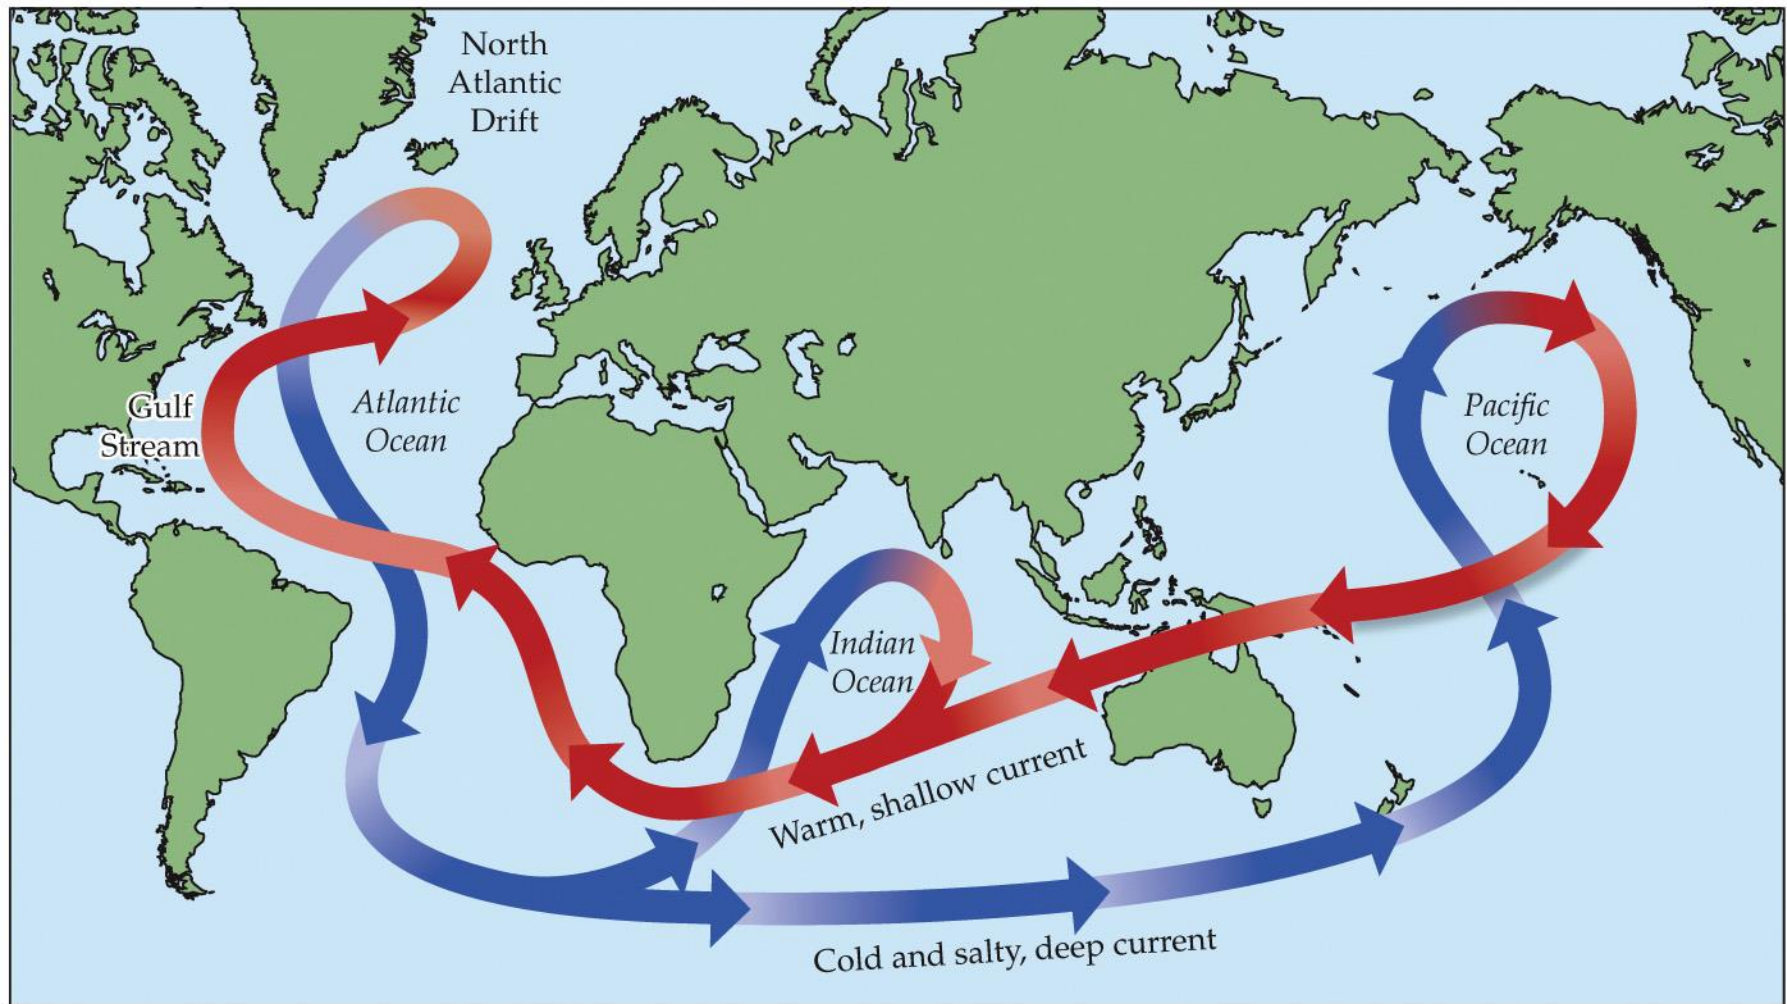 North
Atlantic
Drift
Gulf
Stream
Atlantic
Ocean
Pacific
Ocean
Indian
Ocean
Warm, shallow current
Cold and salty, deep current